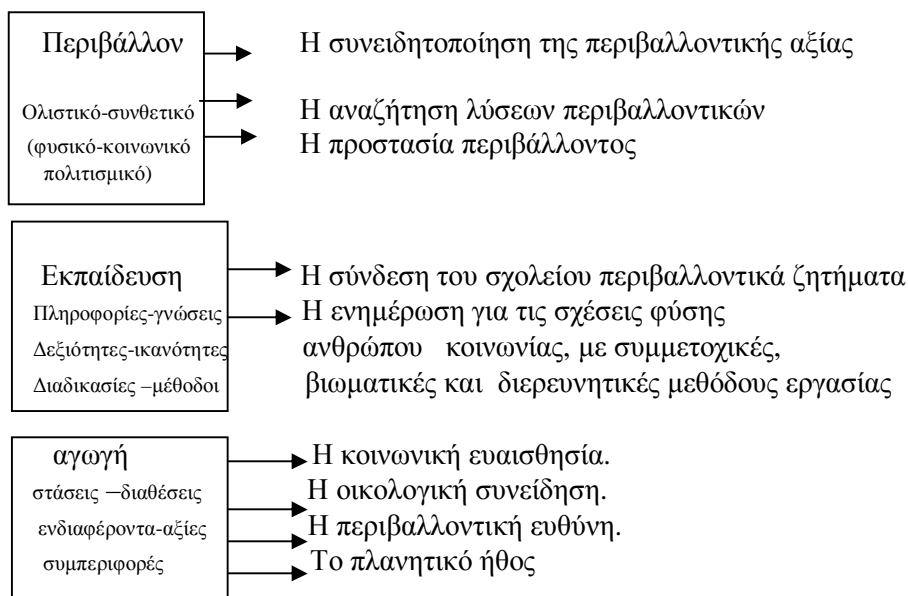 Περιβάλλον
Ολιστικό-συνθετικό
(φυσικό-κοινωνικό
πολιτισμικό)
Η συνειδητοποίηση της περιβαλλοντικής αξίας
Η αναζήτηση λύσεων περιβαλλοντικών
Η προστασία περιβάλλοντος
Εκπαίδευση
Πληροφορίες-γνώσεις
Δεξιότητες-ικανότητες
Διαδικασίες –μέθοδοι
Η σύνδεση του σχολείου περιβαλλοντικά ζητήματα
Η ενημέρωση για τις σχέσεις φύσης
ανθρώπου κοινωνίας, με συμμετοχικές,
βιωματικές και διερευνητικές μεθόδους εργασίας
αγωγή
στάσεις –διαθέσεις
ενδιαφέροντα-αξίες
συμπεριφορές
Η κοινωνική ευαισθησία.
Η οικολογική συνείδηση.
Η περιβαλλοντική ευθύνη.
Το πλανητικό ήθος